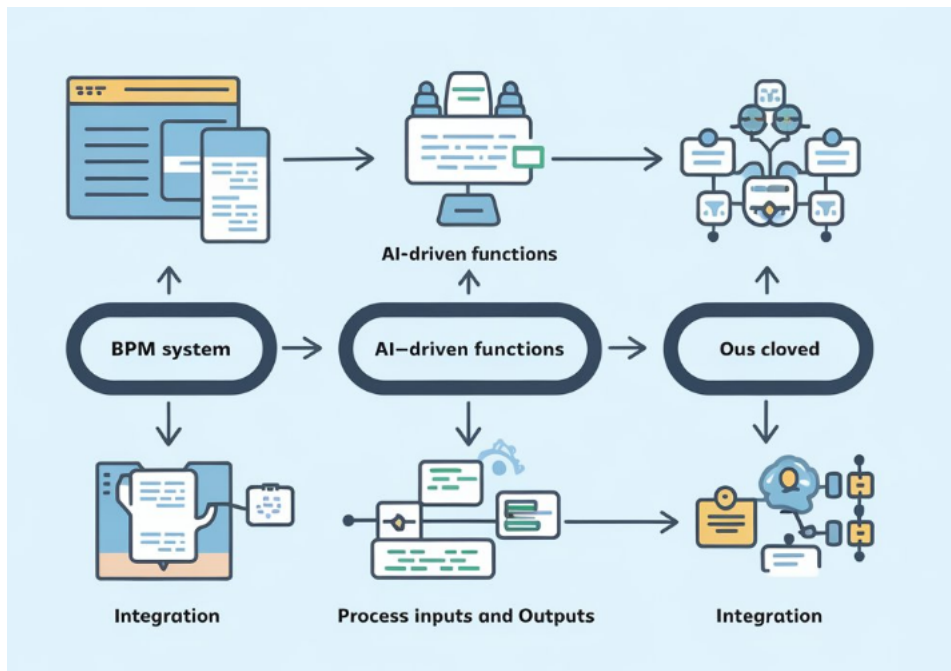 AI-driven functions
BPM system
AI–driven functions
Ous cloved
Integration
Process inputs and Outputs
Integration